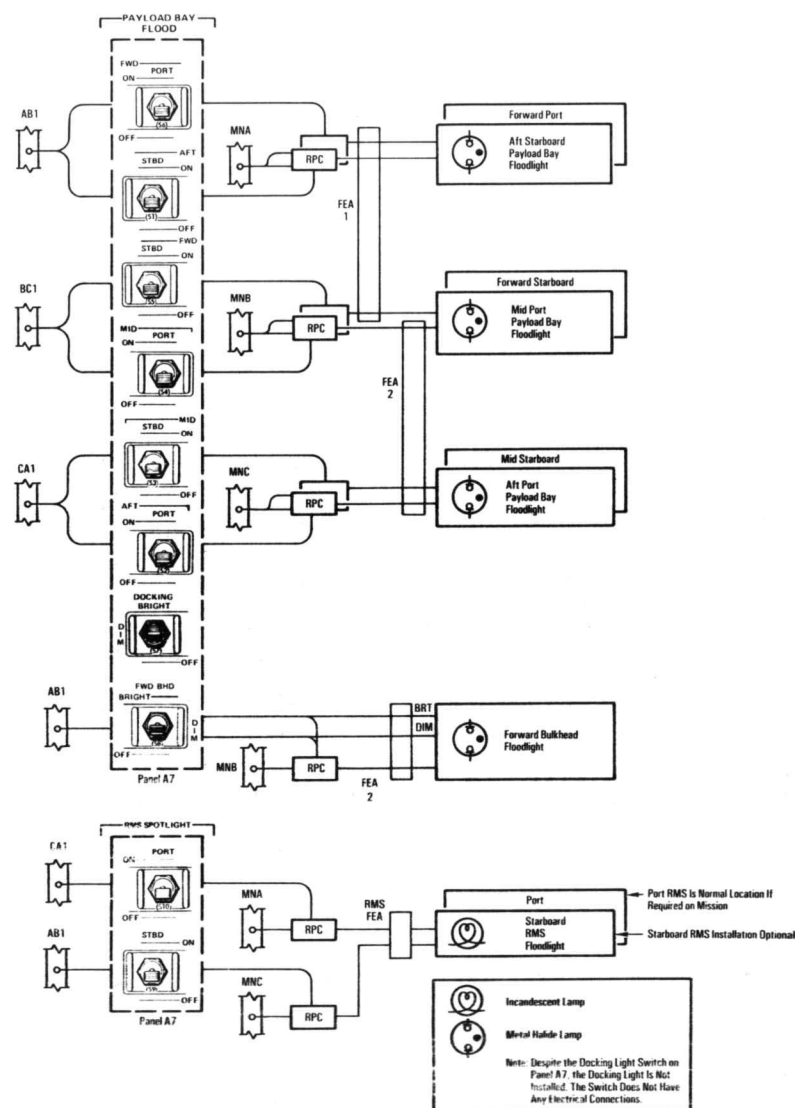 PAYLOAD BAY
FLOOD
FWD
PORT
ON
AB1
(S6)
OFF
AFT
STBD
ON
(S1)
OFF
MNA
RPC
FEA
1
Forward Port
Aft Starboard
Payload Bay
Floodlight
FWD
STBD
ON
(S5)
OFF
BC1
MID
PORT
ON
(S4)
OFF
MNB
RPC
FEA
2
Forward Starboard
Mid Port
Payload Bay
Floodlight
MID
STBD
ON
(S3)
OFF
CA1
AFT
PORT
ON
OFF
MNC
RPC
Mid Starboard
Aft Port
Payload Bay
Floodlight
DOCKING
BRIGHT
DIM
OFF
AB1
FWD BHD
BRIGHT
DIM
OFF
Panel A7
BRT
DIM
MNB
RPC
FEA
2
Forward Bulkhead
Floodlight
RMS SPOTLIGHT
CA1
PORT
ON
(S10)
OFF
AB1
STBD
ON
(S9)
OFF
Panel A7
MNA
RPC
MNC
RPC
RMS
FEA
Port
Starboard
RMS
Floodlight
Port RMS Is Normal Location If
Required on Mission
Starboard RMS Installation Optional
Incandescent Lamp
Metal Halide Lamp
Note: Despite the Docking Light Switch on
Panel A7, the Docking Light Is Not
Installed. The Switch Does Not Have
Any Electrical Connections.